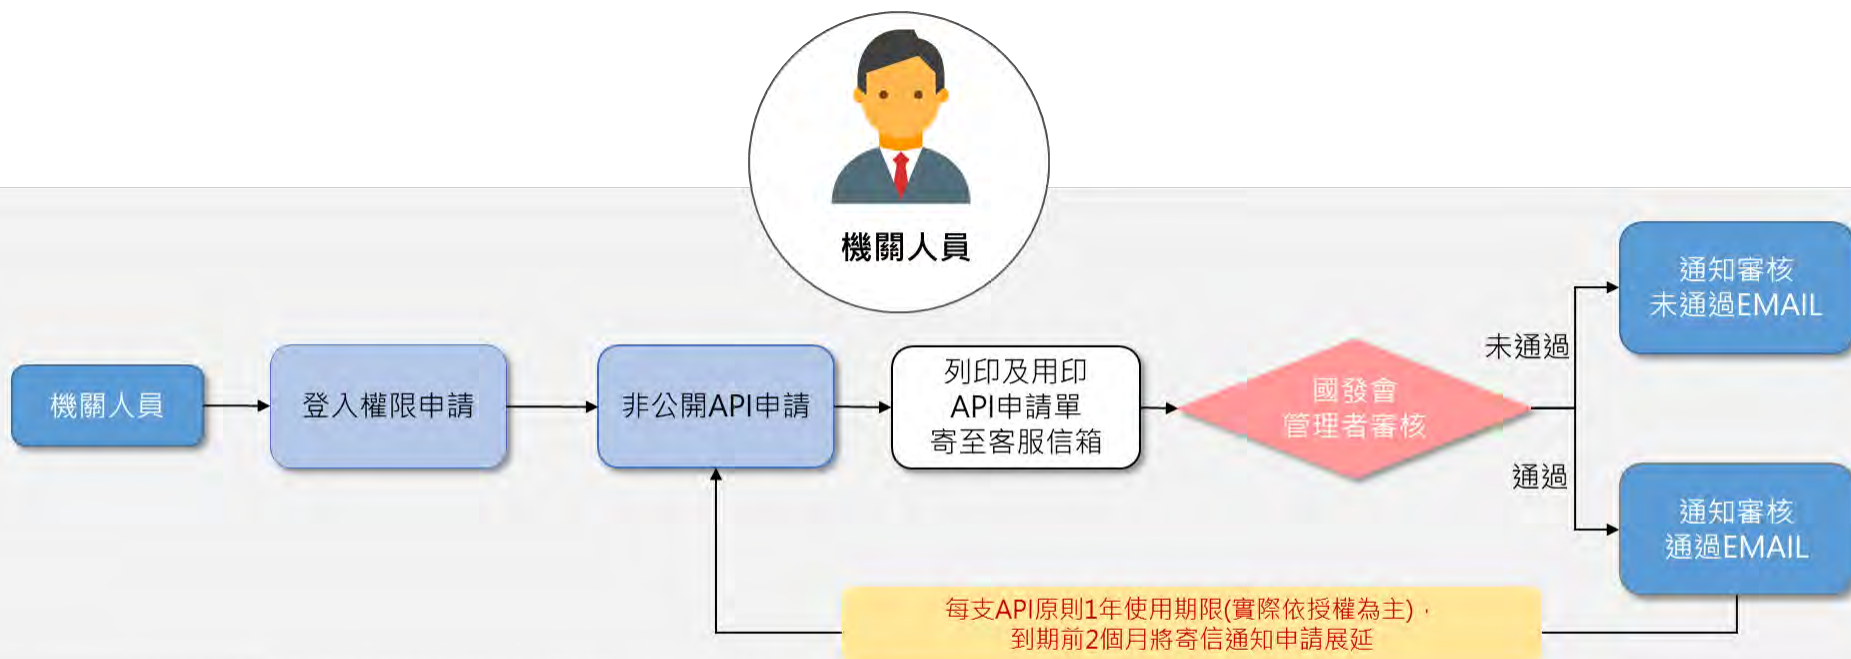 機關人員
機關人員
登入權限申請
非公開API申請
列印及用印
API申請單
寄至客服信箱
國發會
管理者審核
未通過
通過
通知審核
未通過EMAIL
通知審核
通過EMAIL
每支API原則1年使用期限(實際依授權為主)，
到期前2個月將寄信通知申請展延